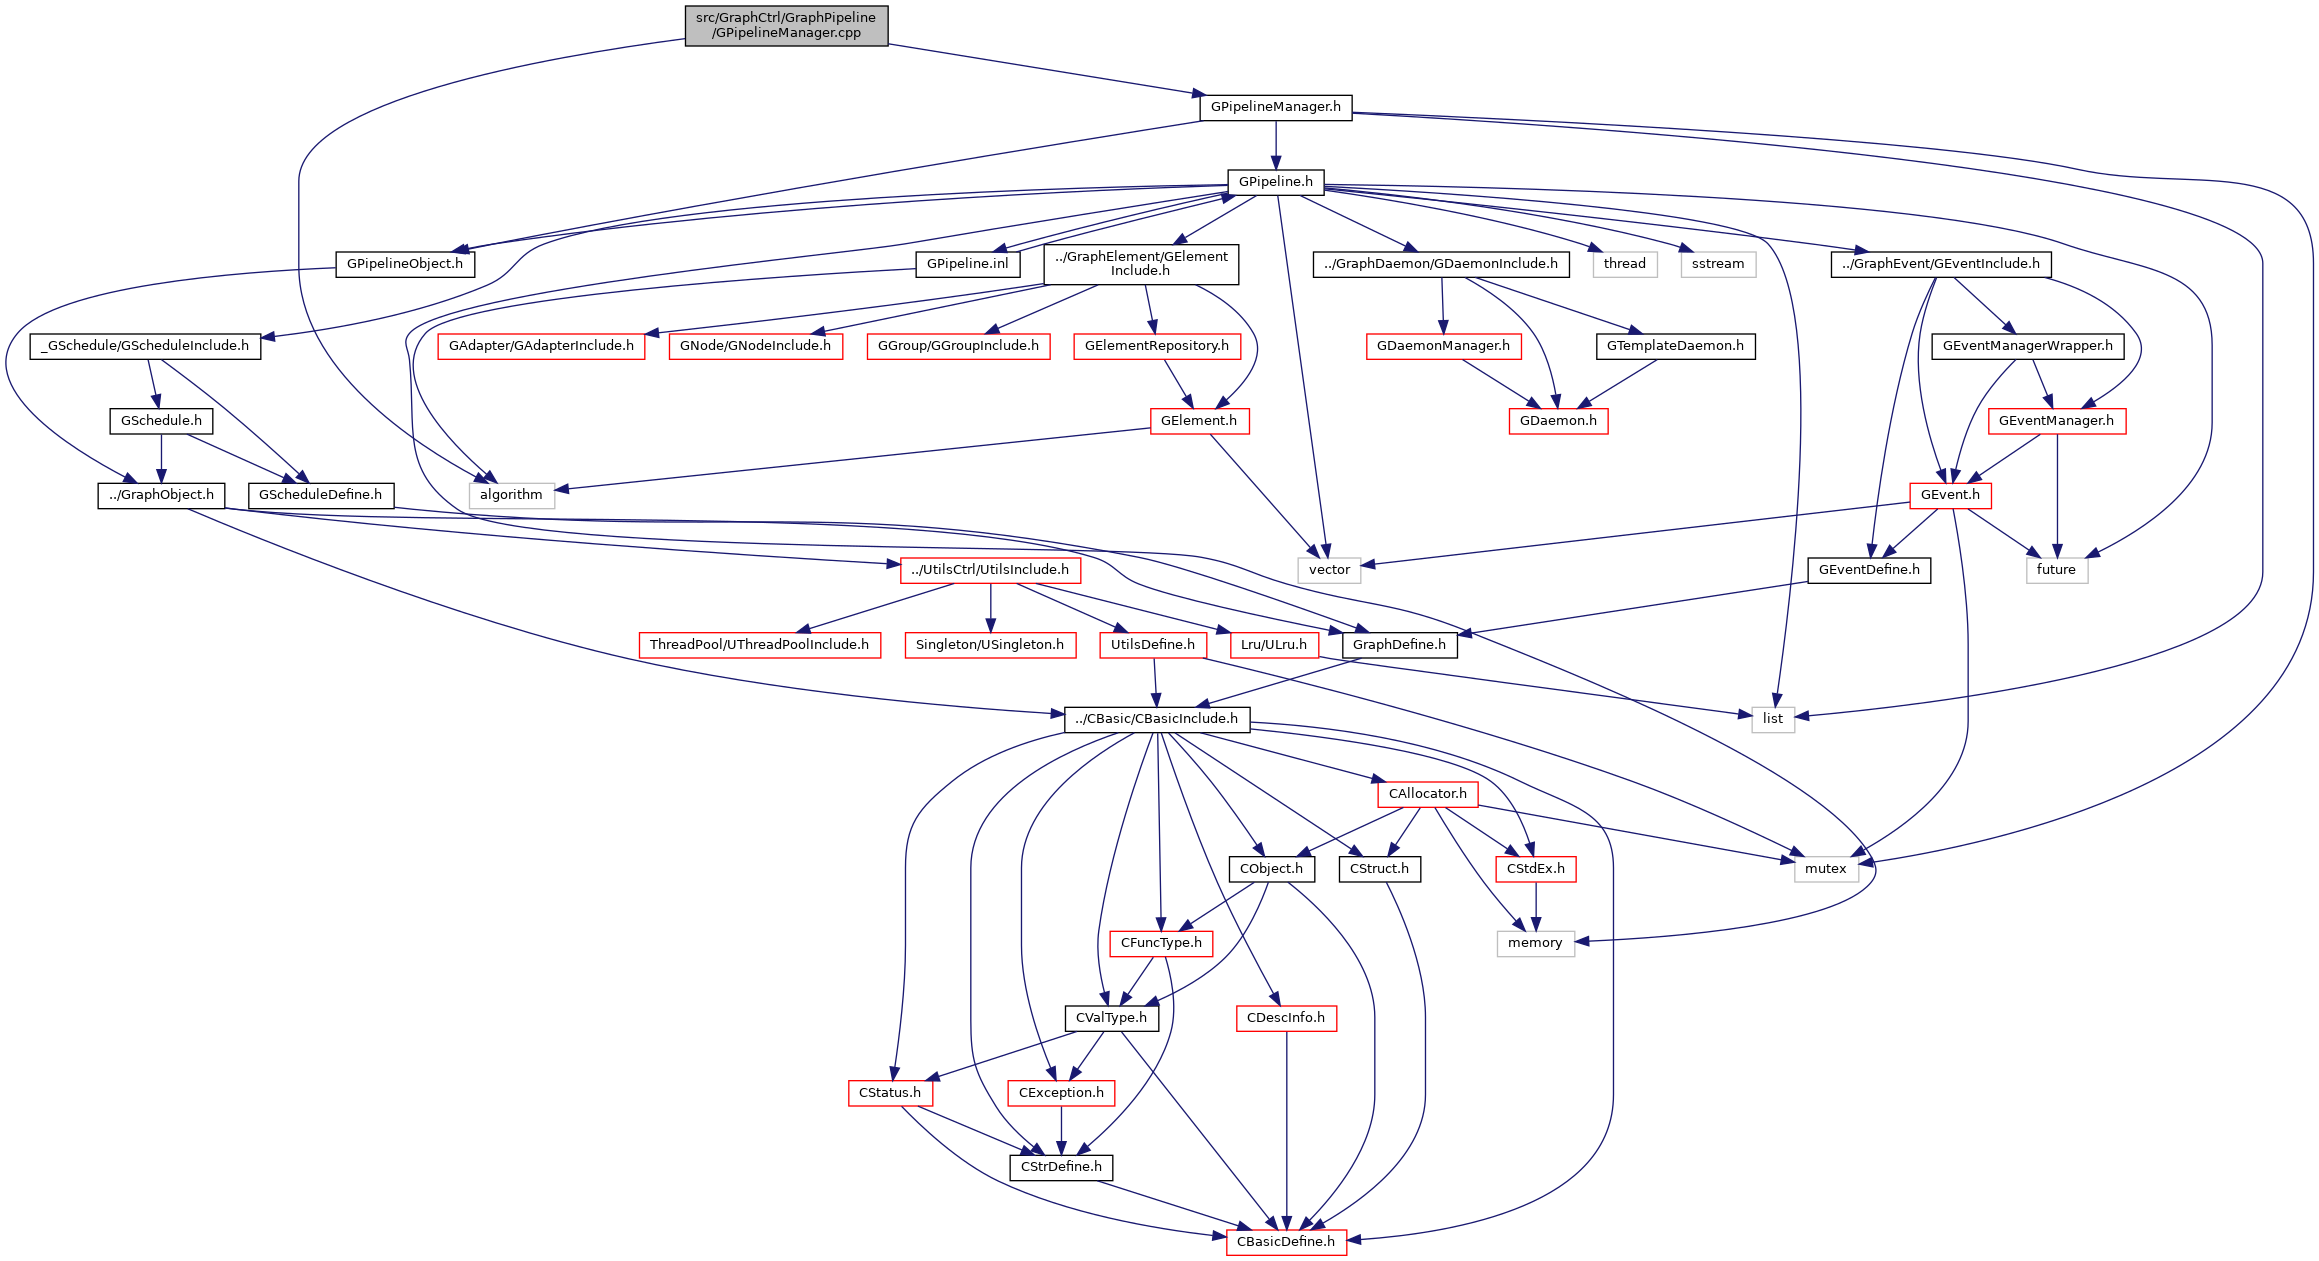 src/GraphCtrl/GraphPipeline
/GPipelineManager.cpp
GPipelineManager.h
GPipeline.h
GPipelineObject.h
GPipeline.inl
../GraphElement/GElement
Include.h
../GraphDaemon/GDaemonInclude.h
thread
sstream
../GraphEvent/GEventInclude.h
_GSchedule/GScheduleInclude.h
GAdapter/GAdapterInclude.h
GNode/GNodeInclude.h
GGroup/GGroupInclude.h
GElementRepository.h
GDaemonManager.h
GTemplateDaemon.h
GEventManagerWrapper.h
GSchedule.h
GElement.h
GDaemon.h
GEventManager.h
../GraphObject.h
GScheduleDefine.h
algorithm
GEvent.h
../UtilsCtrl/UtilsInclude.h
vector
GEventDefine.h
future
ThreadPool/UThreadPoolInclude.h
Singleton/USingleton.h
UtilsDefine.h
Lru/ULru.h
GraphDefine.h
../CBasic/CBasicInclude.h
list
CAllocator.h
CObject.h
CStruct.h
CStdEx.h
mutex
CFuncType.h
memory
CValType.h
CDescInfo.h
CStatus.h
CException.h
CStrDefine.h
CBasicDefine.h